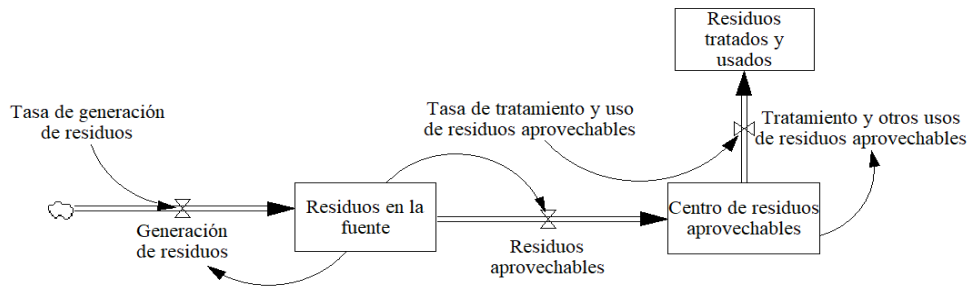 Residuos
tratados y
usados
Tasa de generación
de residuos
Tasa de tratamiento y uso
de residuos aprovechables
Tratamiento y otros usos
de residuos aprovechables
Residuos en la
fuente
Centro de residuos
aprovechables
Generación
de residuos
Residuos
aprovechables